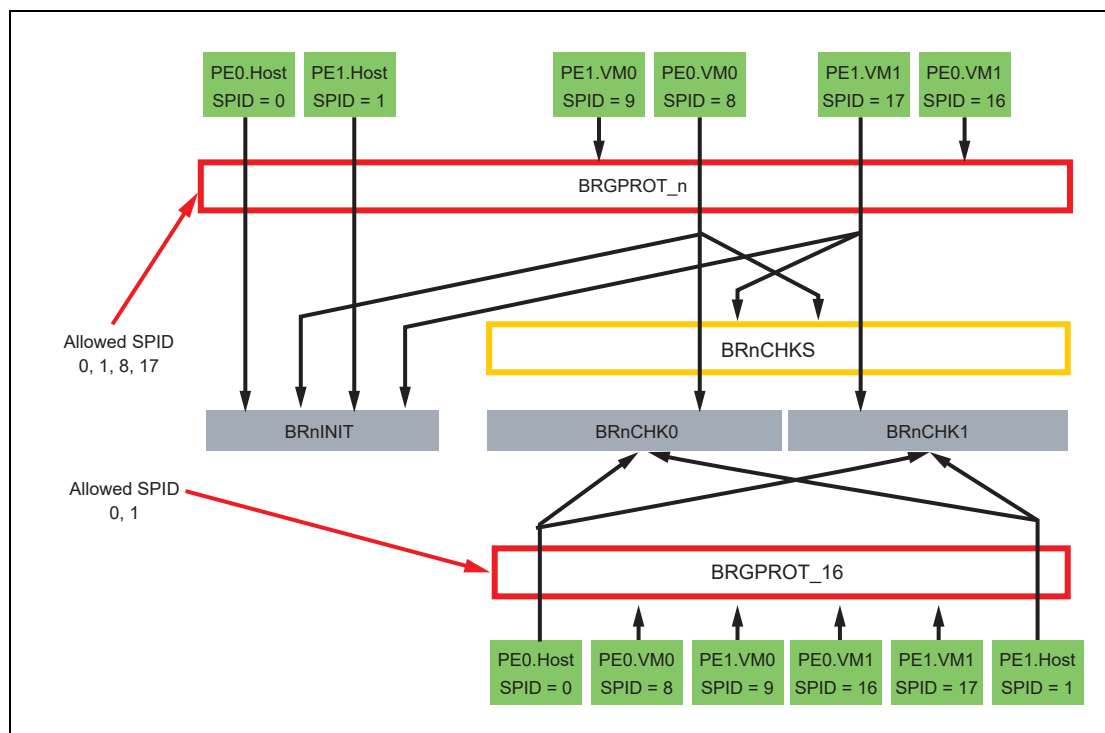 PE0.Host
SPID = 0
PE1.Host
SPID = 1
PE1.VM0
SPID = 9
PE0.VM0
SPID = 8
PE1.VM1
SPID = 17
PE0.VM1
SPID = 16
BRGPROT_n
Allowed SPID
0, 1, 8, 17
BRnCHKS
BRnINIT
BRnCHK0
BRnCHK1
Allowed SPID
0, 1
BRGPROT_16
PE0.Host
SPID = 0
PE0.VM0
SPID = 8
PE1.VM0
SPID = 9
PE0.VM1
SPID = 16
PE1.VM1
SPID = 17
PE1.Host
SPID = 1